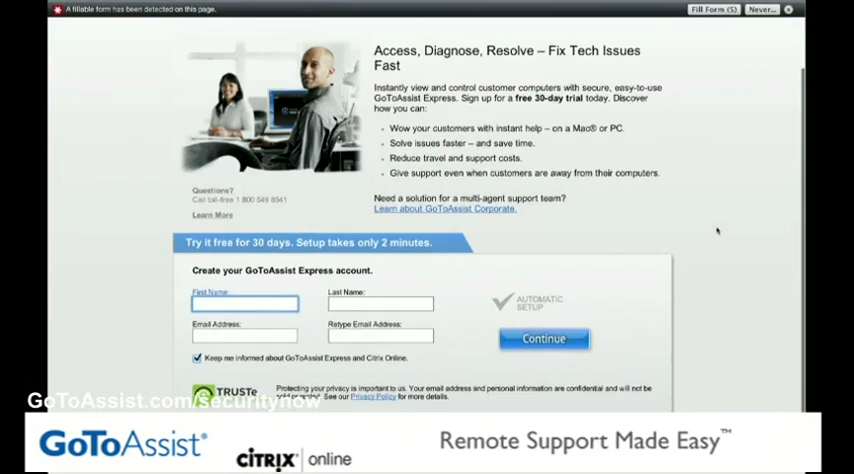 A fillable form has been detected on this page.
Fill Form (5)
Never...
Access, Diagnose, Resolve – Fix Tech Issues
Fast
Instantly view and control customer computers with secure, easy-to-use
GoToAssist Express. Sign up for a free 30-day trial today. Discover
how you can:
• Wow your customers with instant help – on a Mac® or PC.
• Solve issues faster – and save time.
• Reduce travel and support costs.
• Give support even when customers are away from their computers.
Questions?
Call toll-free 1 800 549 8541
Learn More
Need a solution for a multi-agent support team?
Learn about GoToAssist Corporate.
Try it free for 30 days. Setup takes only 2 minutes.
Create your GoToAssist Express account.
First Name:
Last Name:
AUTOMATIC
SETUP
Email Address:
Retype Email Address:
Continue
Keep me informed about GoToAssist Express and Citrix Online.
TRUSTe
Protecting your privacy is important to us. Your email address and personal information are confidential and will not be
See our Privacy Policy for more details.
GoToAssist.com/securitynow
GoToAssist®
CITRIX® | online
Remote Support Made Easy™